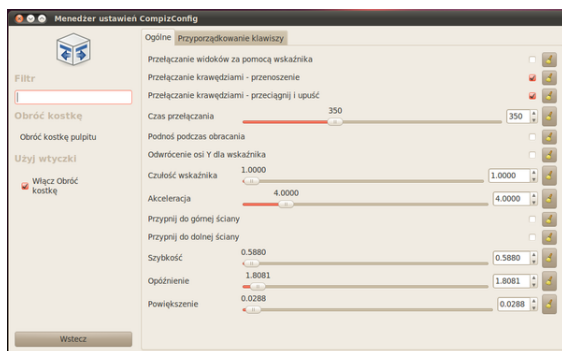 Menedżer ustawień CompizConfig
Filtr
Obróć kostkę
Obróć kostkę pulpitu
Użyj wtyczki
Włącz Obróć
kostkę
Wstecz
Ogólne Przyporządkowanie klawiszy
Przełączanie widoków za pomocą wskaźnika
Przełączanie krawędziami - przenoszenie
Przełączanie krawędziami - przeciągnij i upuść
Czas przełączania 350 350
Podnoś podczas obracania
Odwrócenie osi Y dla wskaźnika
Czułość wskaźnika 1.0000 1.0000
Akceleracja 4.0000 4.0000
Przypnij do górnej ściany
Przypnij do dolnej ściany
Szybkość 0.5880 0.5880
Opóźnienie 1.8081 1.8081
Powiększenie 0.0288 0.0288